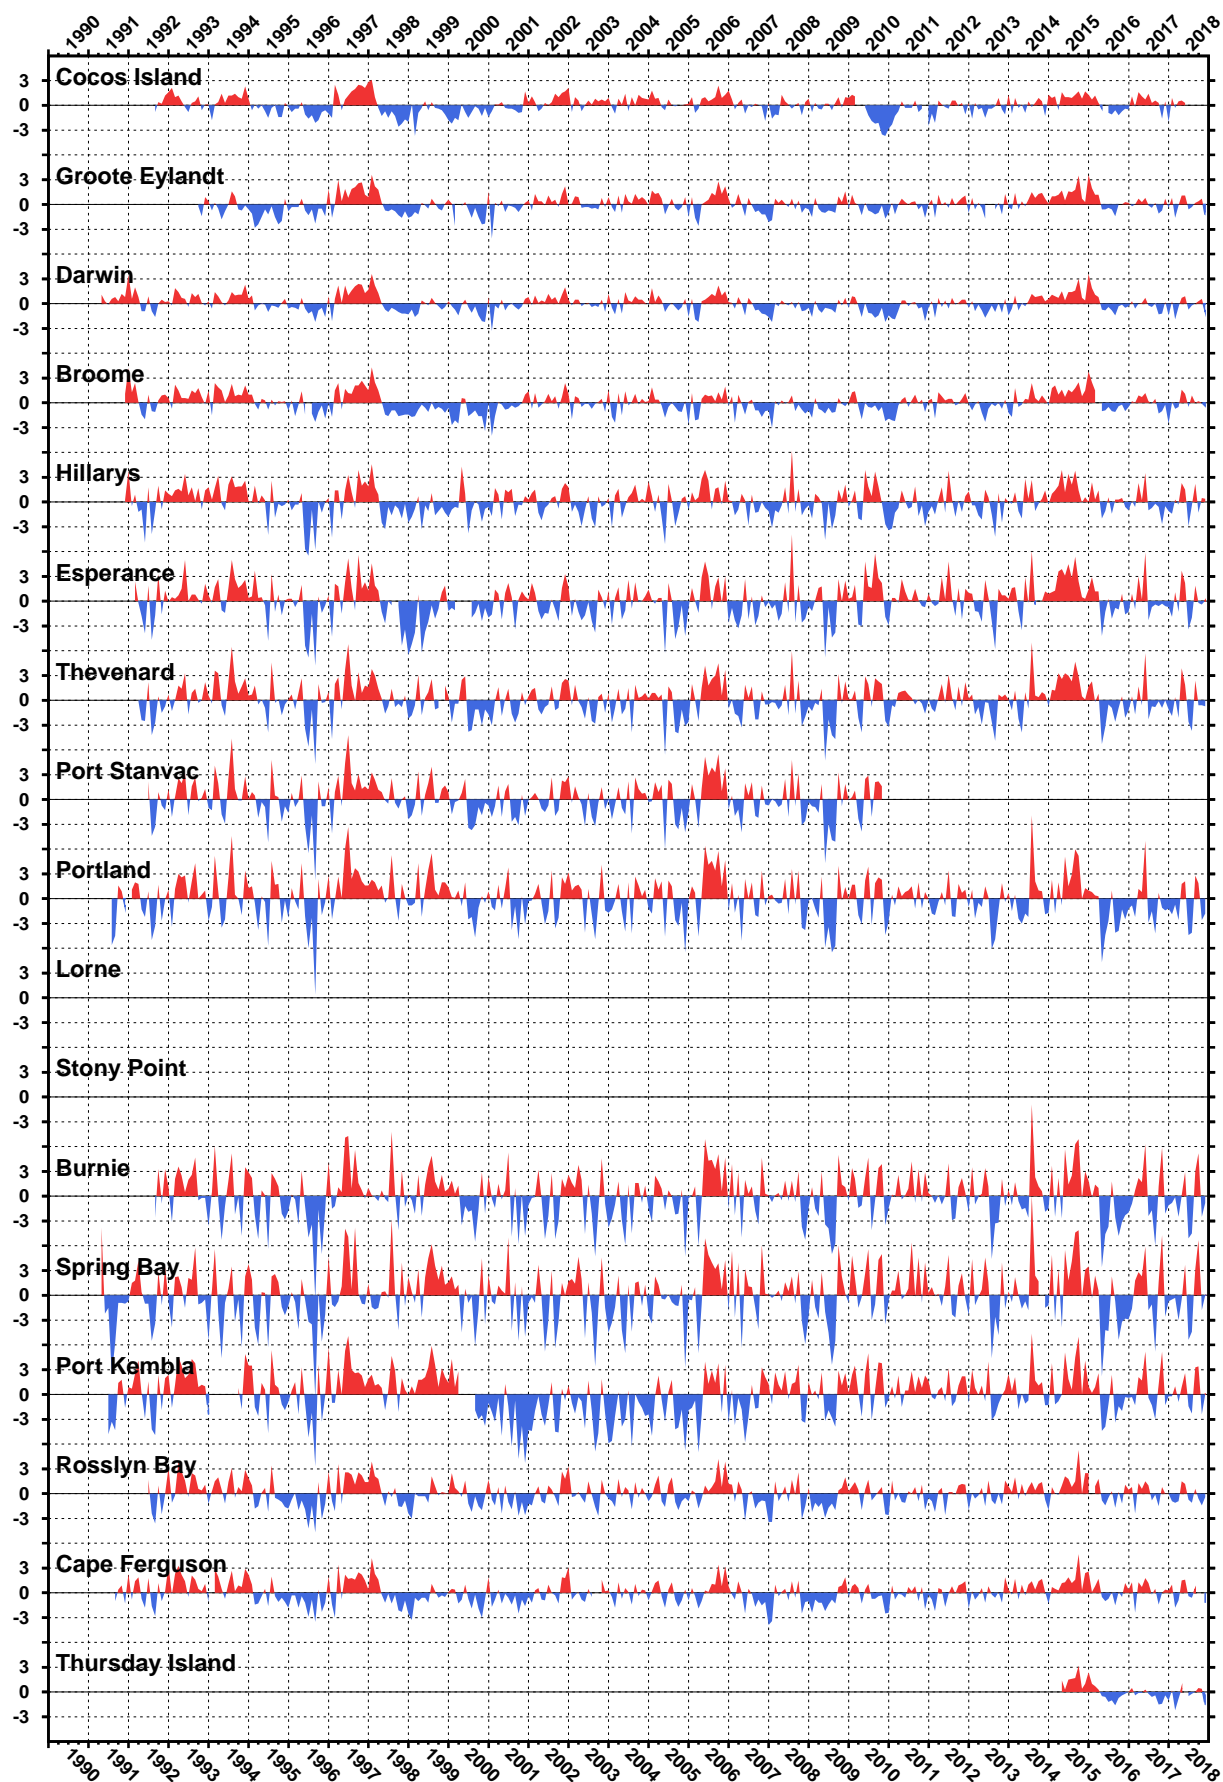 1990 1991 1992 1993 1994 1995 1996 1997 1998 1999 2000 2001 2002 2003 2004 2005 2006 2007 2008 2009 2010 2011 2012 2013 2014 2015 2016 2017 2018
Cocos Island
3
0
-3
Groote Eylandt
3
0
-3
Darwin
3
0
-3
Broome
3
0
-3
Hillarys
3
0
-3
Esperance
3
0
-3
Thevenard
3
0
-3
Port Stanvac
3
0
-3
Portland
3
0
-3
Lorne
3
0
-3
Stony Point
3
0
-3
Burnie
3
0
-3
Spring Bay
3
0
-3
Port Kembla
3
0
-3
Rosslyn Bay
3
0
-3
Cape Ferguson
3
0
-3
Thursday Island
3
0
-3
1990 1991 1992 1993 1994 1995 1996 1997 1998 1999 2000 2001 2002 2003 2004 2005 2006 2007 2008 2009 2010 2011 2012 2013 2014 2015 2016 2017 2018